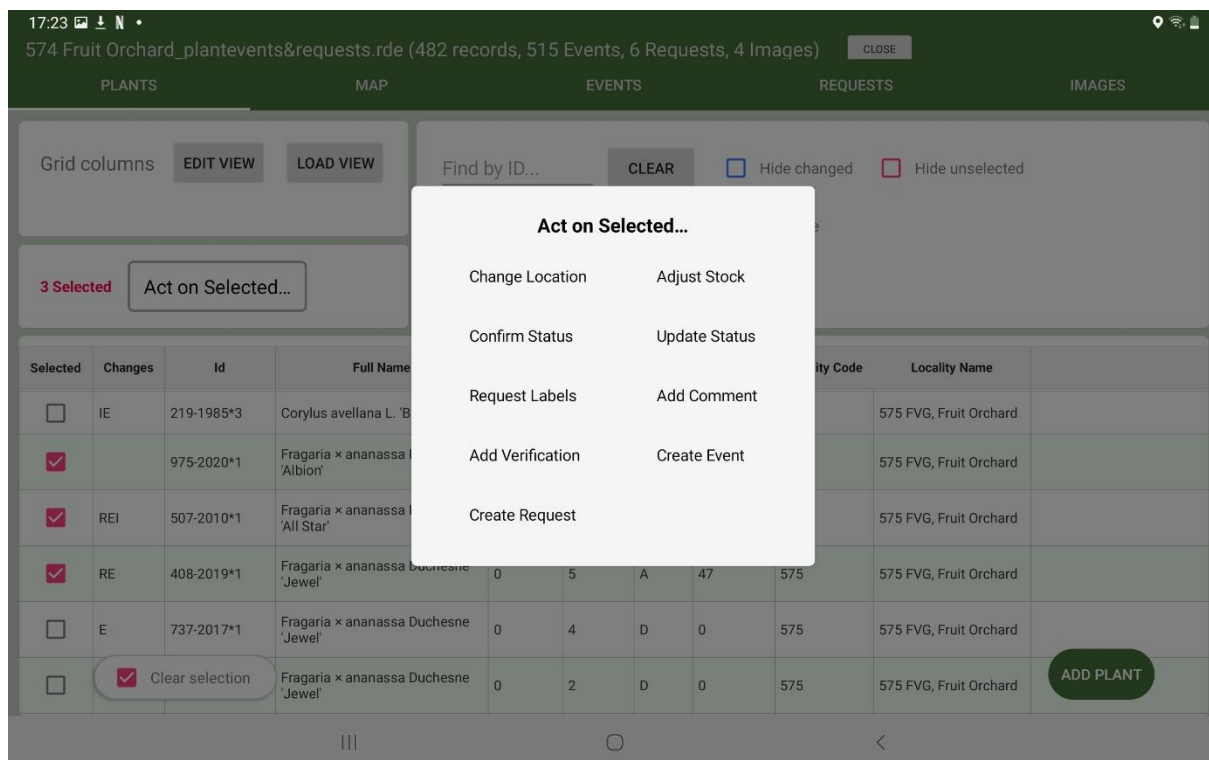 17:23
574 Fruit Orchard_plantevents&requests.rde (482 records, 515 Events, 6 Requests, 4 Images) CLOSE
PLANTS MAP EVENTS REQUESTS IMAGES
Grid columns EDIT VIEW LOAD VIEW
Find by ID... CLEAR Hide changed Hide unselected
3 Selected Act on Selected...
Act on Selected...
Change Location Adjust Stock
Confirm Status Update Status
Request Labels Add Comment
Add Verification Create Event
Create Request
Selected Changes Id Full Name ity Code Locality Name
IE 219-1985*3 Corylus avellana L. 'B 575 FVG, Fruit Orchard
975-2020*1 Fragaria × ananassa 575 FVG, Fruit Orchard
'Albion'
REI 507-2010*1 Fragaria × ananassa 575 FVG, Fruit Orchard
'All Star'
RE 408-2019*1 Fragaria × ananassa Duchesne 0 5 A 47 575 575 FVG, Fruit Orchard
'Jewel'
E 737-2017*1 Fragaria × ananassa Duchesne 0 4 D 0 575 575 FVG, Fruit Orchard
'Jewel'
Clear selection Fragaria × ananassa Duchesne 0 2 D 0 575 575 FVG, Fruit Orchard
'Jewel'
ADD PLANT